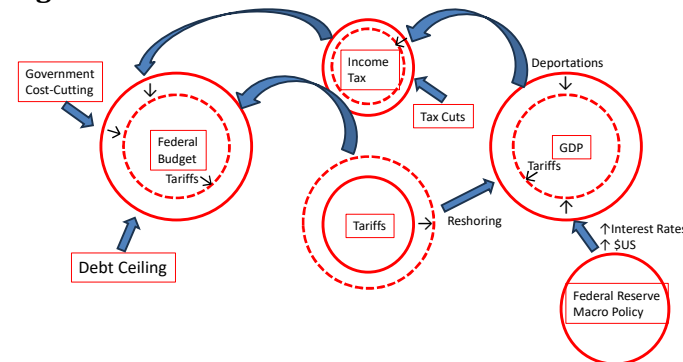 Income
Tax
Government
Cost-Cutting
Deportations
Tax Cuts
Federal
Budget
Tariffs
GDP
Tariffs
Tariffs
Reshoring
↑Interest Rates
↑ $US
Debt Ceiling
Federal Reserve
Macro Policy